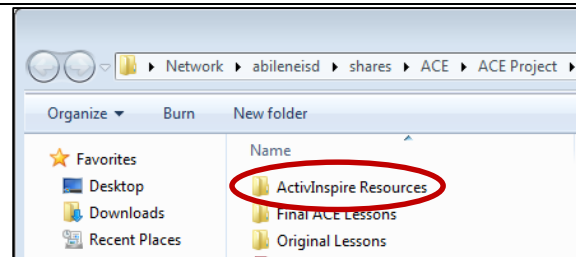 Network abileneisd shares ACE ACE Project
Organize Burn New folder
Name
Favorites
Desktop
Downloads
Recent Places
ActivInspire Resources
Final ACE Lessons
Original Lessons